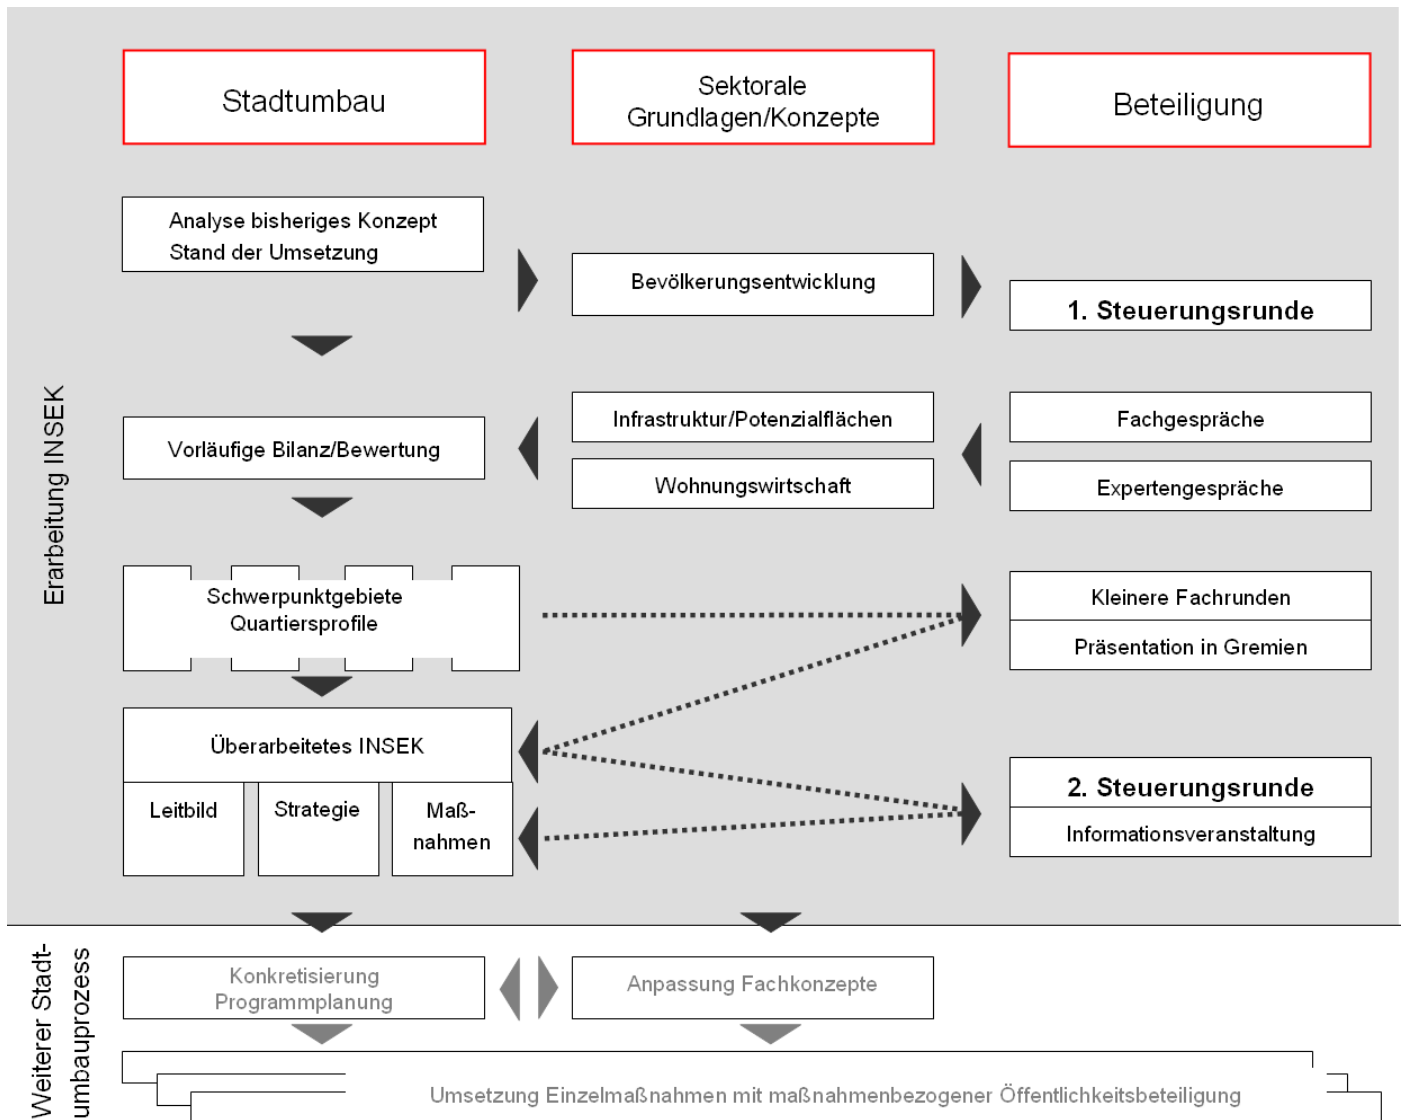 Stadtumbau
Sektorale
Grundlagen/Konzepte
Beteiligung
Erarbeitung INSEK
Analyse bisheriges Konzept
Stand der Umsetzung
Bevölkerungsentwicklung
1. Steuerungsrunde
Vorläufige Bilanz/Bewertung
Infrastruktur/Potenzialflächen
Wohnungswirtschaft
Fachgespräche
Expertengespräche
Schwerpunktgebiete
Quartiersprofile
Kleinere Fachrunden
Präsentation in Gremien
Überarbeitetes INSEK
Leitbild
Strategie
Maß-
nahmen
2. Steuerungsrunde
Informationsveranstaltung
Weiterer Stadt-
umbauprozess
Konkretisierung
Programmplanung
Anpassung Fachkonzepte
Umsetzung Einzelmaßnahmen mit maßnahmenbezogener Öffentlichkeitsbeteiligung